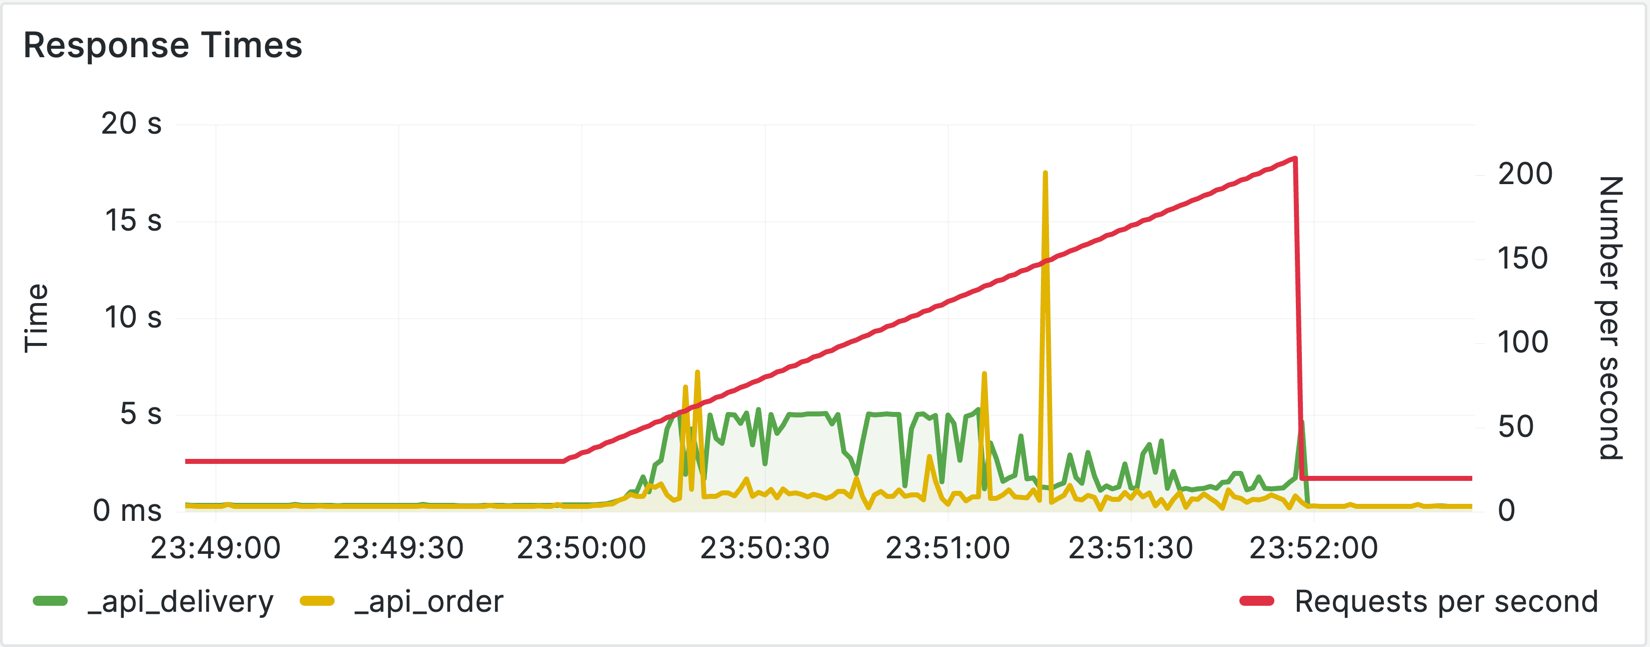 Response Times
20 s
15 s
10 s
5 s
0 ms
Time
200
150
100
50
0
Number per second
23:49:00 23:49:30 23:50:00 23:50:30 23:51:00 23:51:30 23:52:00
_api_delivery _api_order Requests per second